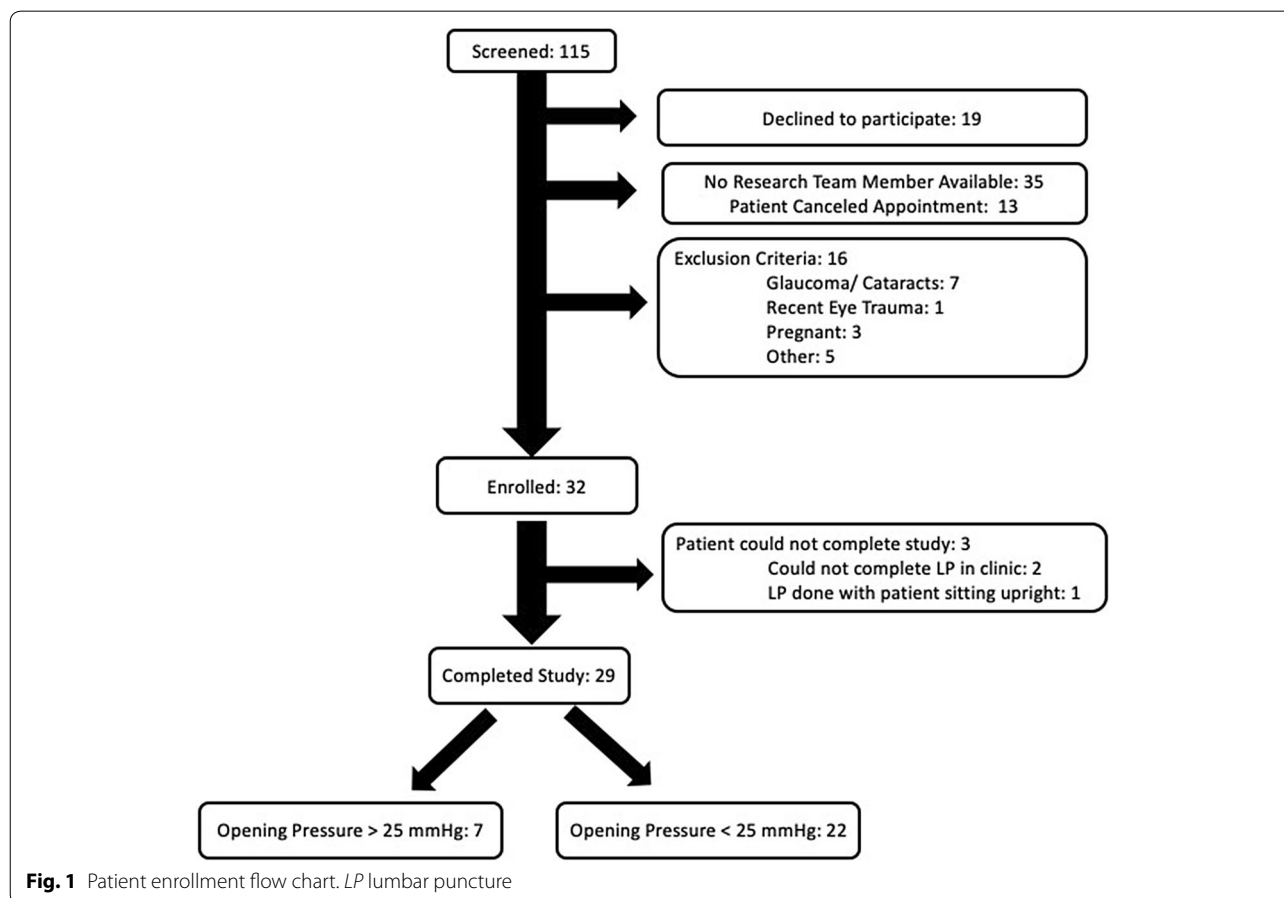 Screened: 115
Declined to participate: 19
No Research Team Member Available: 35
Patient Canceled Appointment: 13
Exclusion Criteria: 16
Glaucoma/ Cataracts: 7
Recent Eye Trauma: 1
Pregnant: 3
Other: 5
Enrolled: 32
Patient could not complete study: 3
Could not complete LP in clinic: 2
LP done with patient sitting upright: 1
Completed Study: 29
Opening Pressure > 25 mmHg: 7
Opening Pressure < 25 mmHg: 22
Fig. 1 Patient enrollment flow chart. LP lumbar puncture